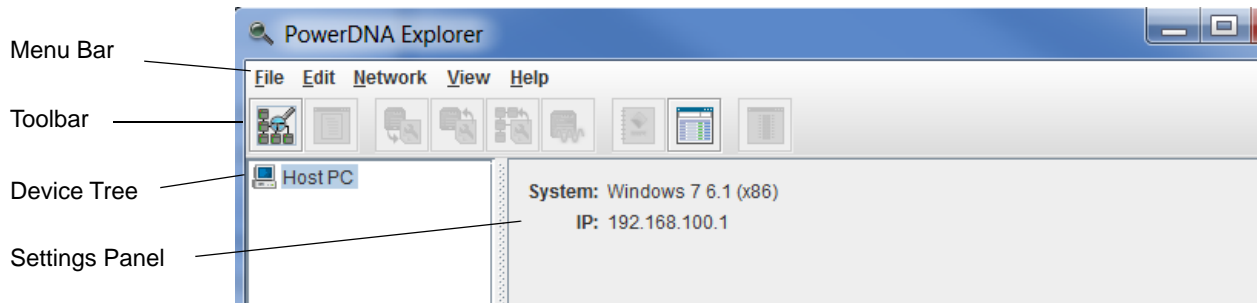 PowerDNA Explorer
Menu Bar
File Edit Network View Help
Toolbar
Device Tree
Host PC
System: Windows 7 6.1 (x86)
IP: 192.168.100.1
Settings Panel